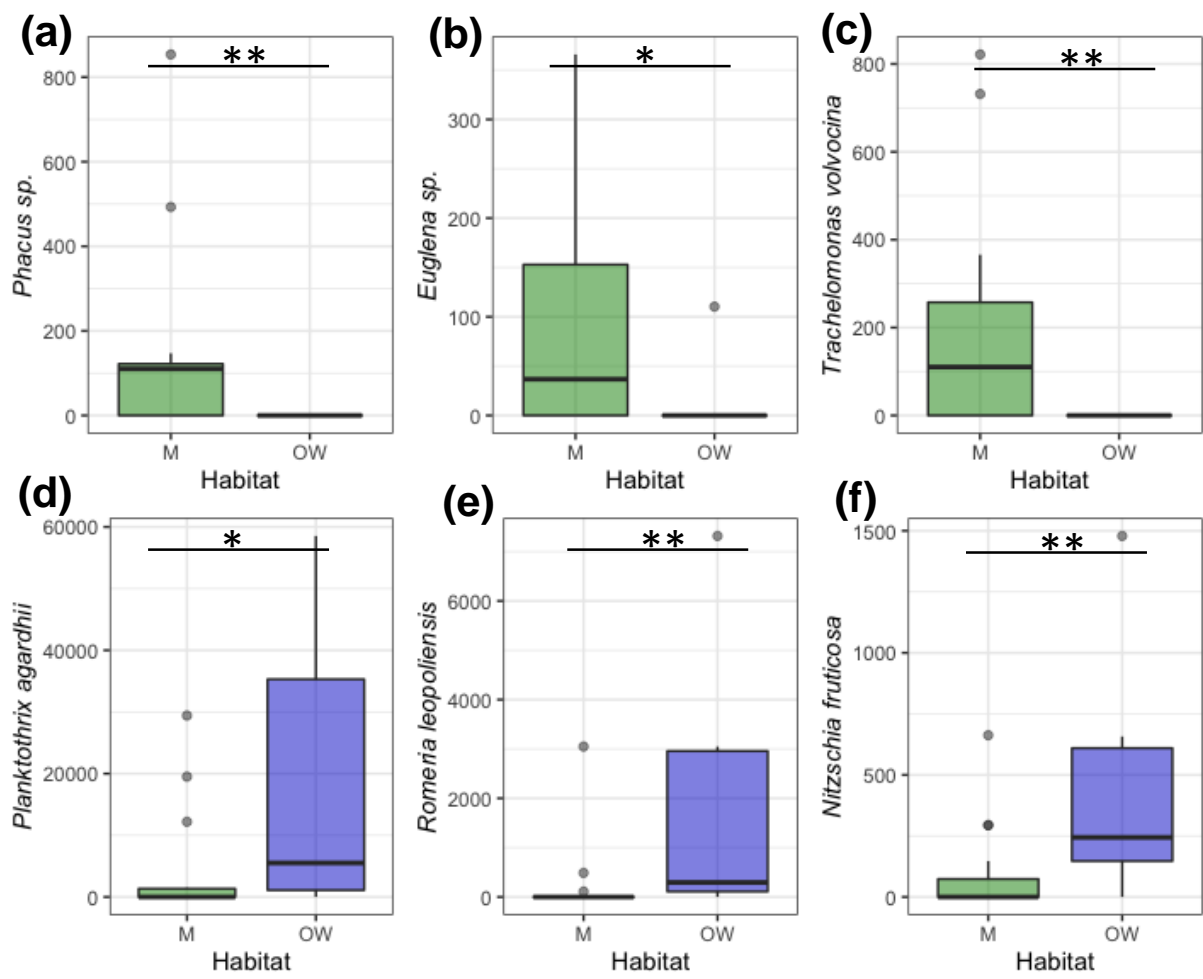 (a)
**
800
600
400
200
0
Phacus sp.
M
OW
Habitat
(b)
*
300
200
100
0
Euglena sp.
M
OW
Habitat
(c)
**
800
600
400
200
0
Trachelomonas volvocina
M
OW
Habitat
(d)
*
60000
40000
20000
0
Planktothrix agardhii
M
OW
Habitat
(e)
**
6000
4000
2000
0
Romeria leopoliensis
M
OW
Habitat
(f)
**
1500
1000
500
0
Nitzschia fruticosa
M
OW
Habitat